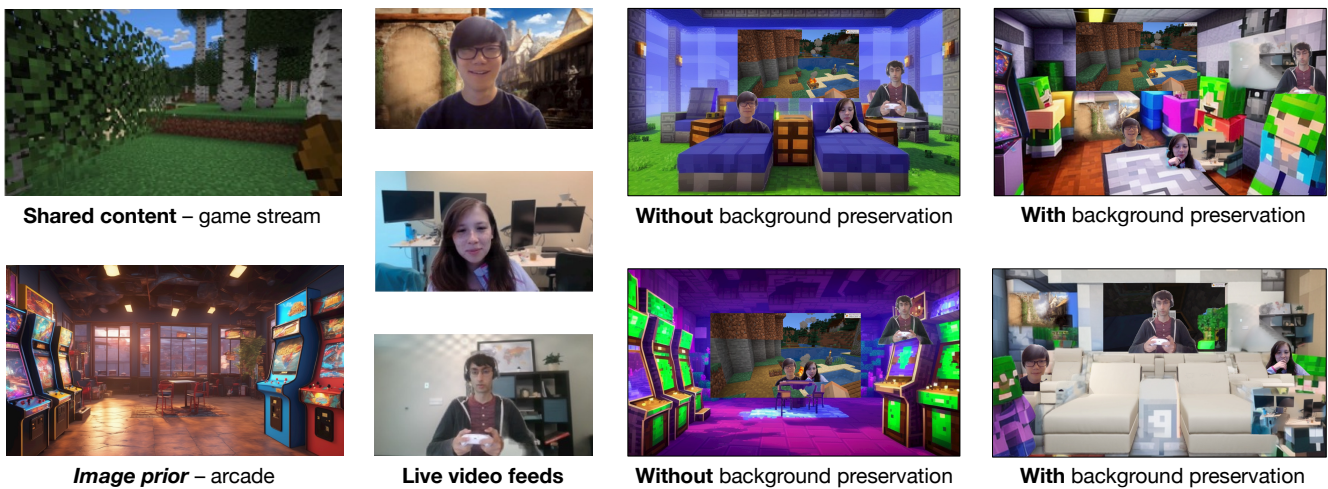 Shared content – game stream
Without background preservation
With background preservation
Image prior – arcade
Live video feeds
Without background preservation
With background preservation